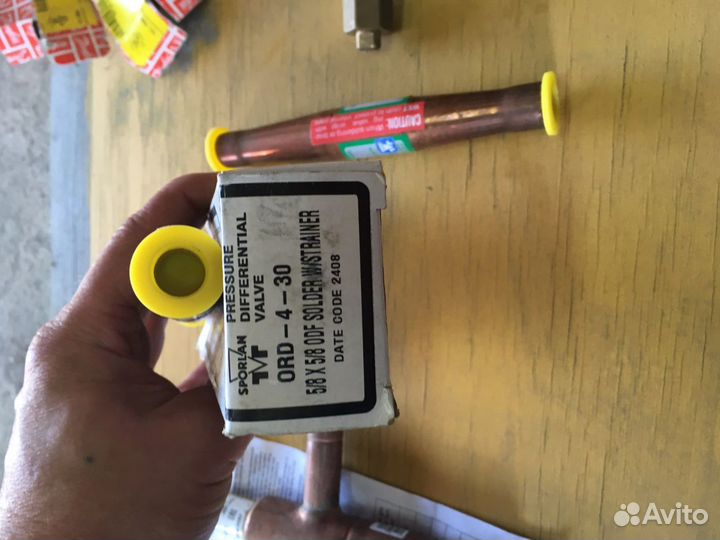 SPORLAN
PRESSURE
DIFFERENTIAL
VALVE
ORD-4-30
5/8 X 5/8 ODF SOLDER W/STRAINER
DATE CODE 2408
CAUTION
Avito